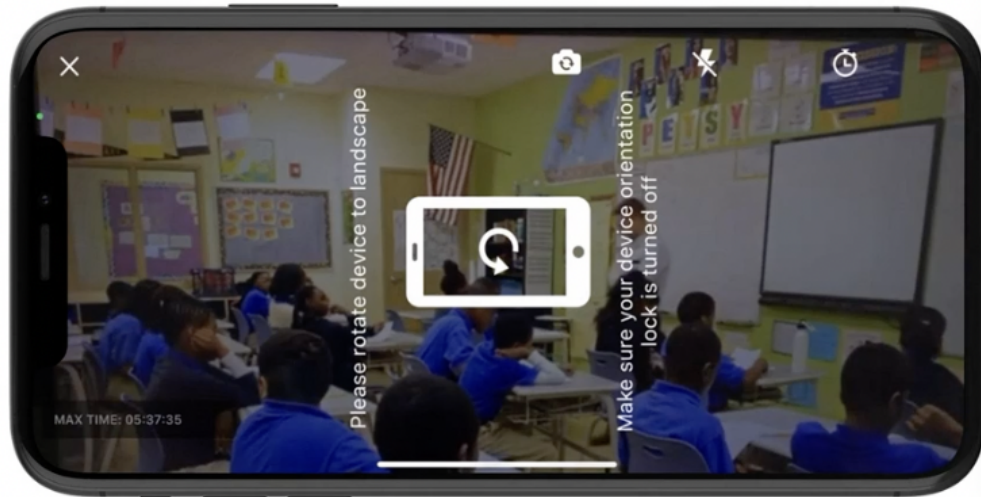 Please rotate device to landscape
Make sure your device orientation
lock is turned off
PETSY
MAX TIME: 05:37:35